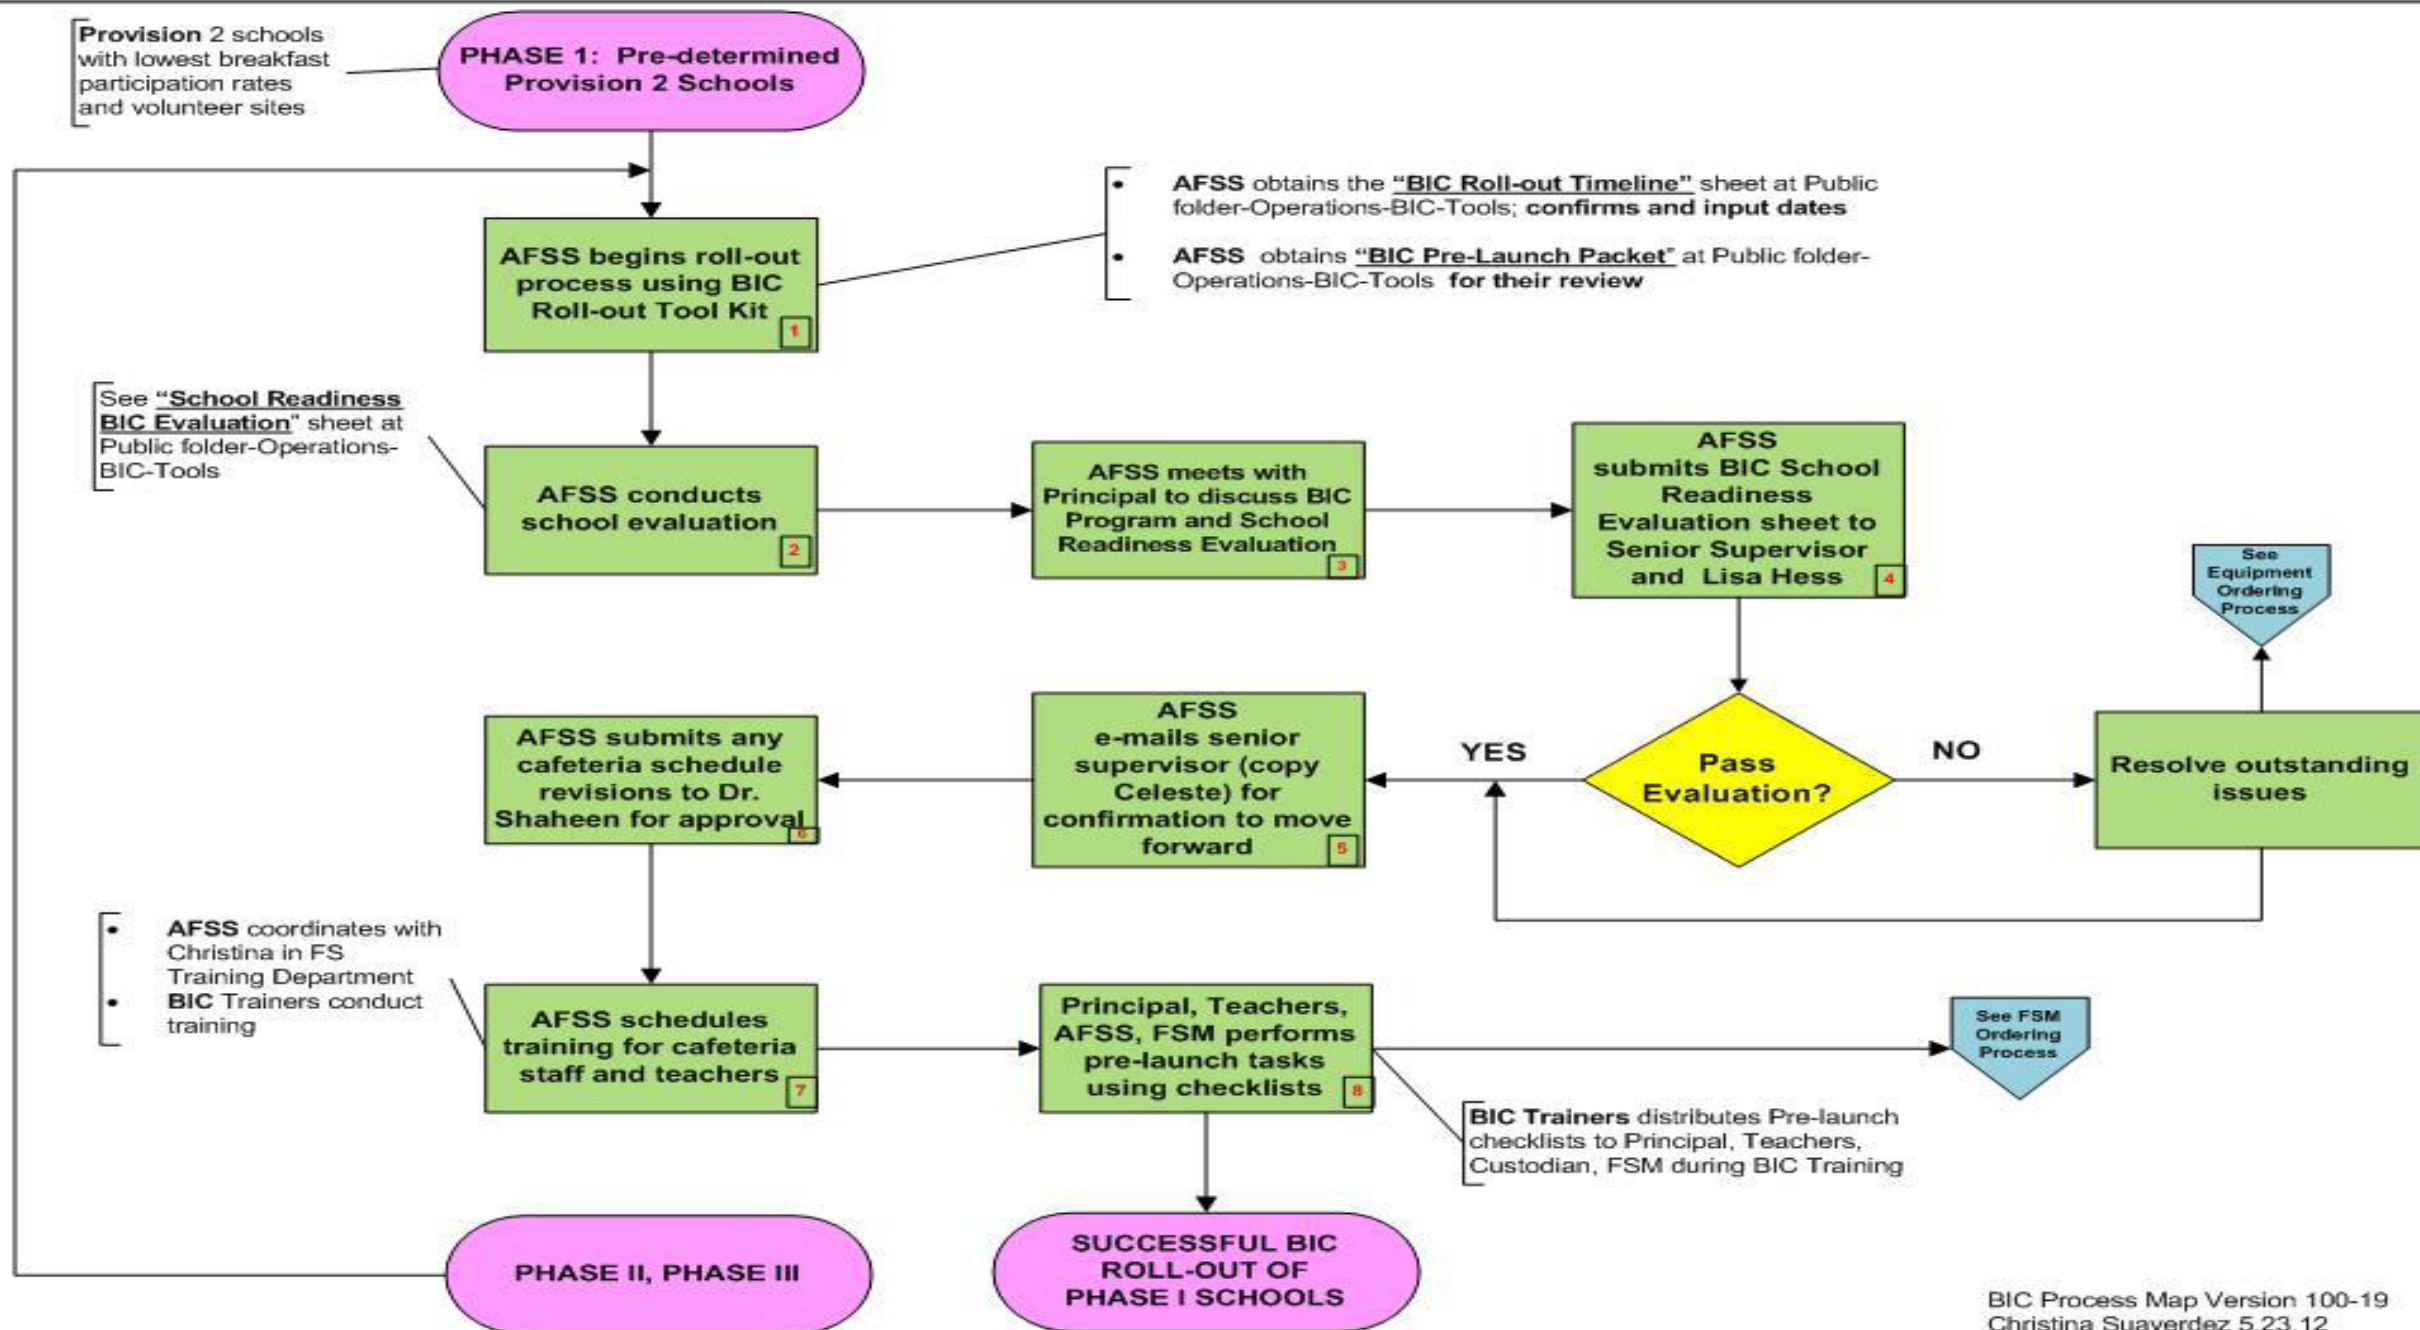 Provision 2 schools
with lowest breakfast
participation rates
and volunteer sites
PHASE 1: Pre-determined
Provision 2 Schools
AFSS begins roll-out
process using BIC
Roll-out Tool Kit
1
• AFSS obtains the “BIC Roll-out Timeline” sheet at Public
folder-Operations-BIC-Tools; confirms and input dates
• AFSS obtains “BIC Pre-Launch Packet” at Public folder-
Operations-BIC-Tools for their review
See “School Readiness
BIC Evaluation” sheet at
Public folder-Operations-
BIC-Tools
AFSS conducts
school evaluation
2
AFSS meets with
Principal to discuss BIC
Program and School
Readiness Evaluation
3
AFSS
submits BIC School
Readiness
Evaluation sheet to
Senior Supervisor
and Lisa Hess
4
See
Equipment
Ordering
Process
AFSS submits any
cafeteria schedule
revisions to Dr.
Shaheen for approval
6
AFSS
e-mails senior
supervisor (copy
Celeste) for
confirmation to move
forward
5
YES
Pass
Evaluation?
NO
Resolve outstanding
issues
• AFSS coordinates with
Christina in FS
Training Department
• BIC Trainers conduct
training
AFSS schedules
training for cafeteria
staff and teachers
7
Principal, Teachers,
AFSS, FSM performs
pre-launch tasks
using checklists
8
See FSM
Ordering
Process
BIC Trainers distributes Pre-launch
checklists to Principal, Teachers,
Custodian, FSM during BIC Training
PHASE II, PHASE III
SUCCESSFUL BIC
ROLL-OUT OF
PHASE I SCHOOLS
BIC Process Map Version 100-19
Christina Suaverdez 5.23.12